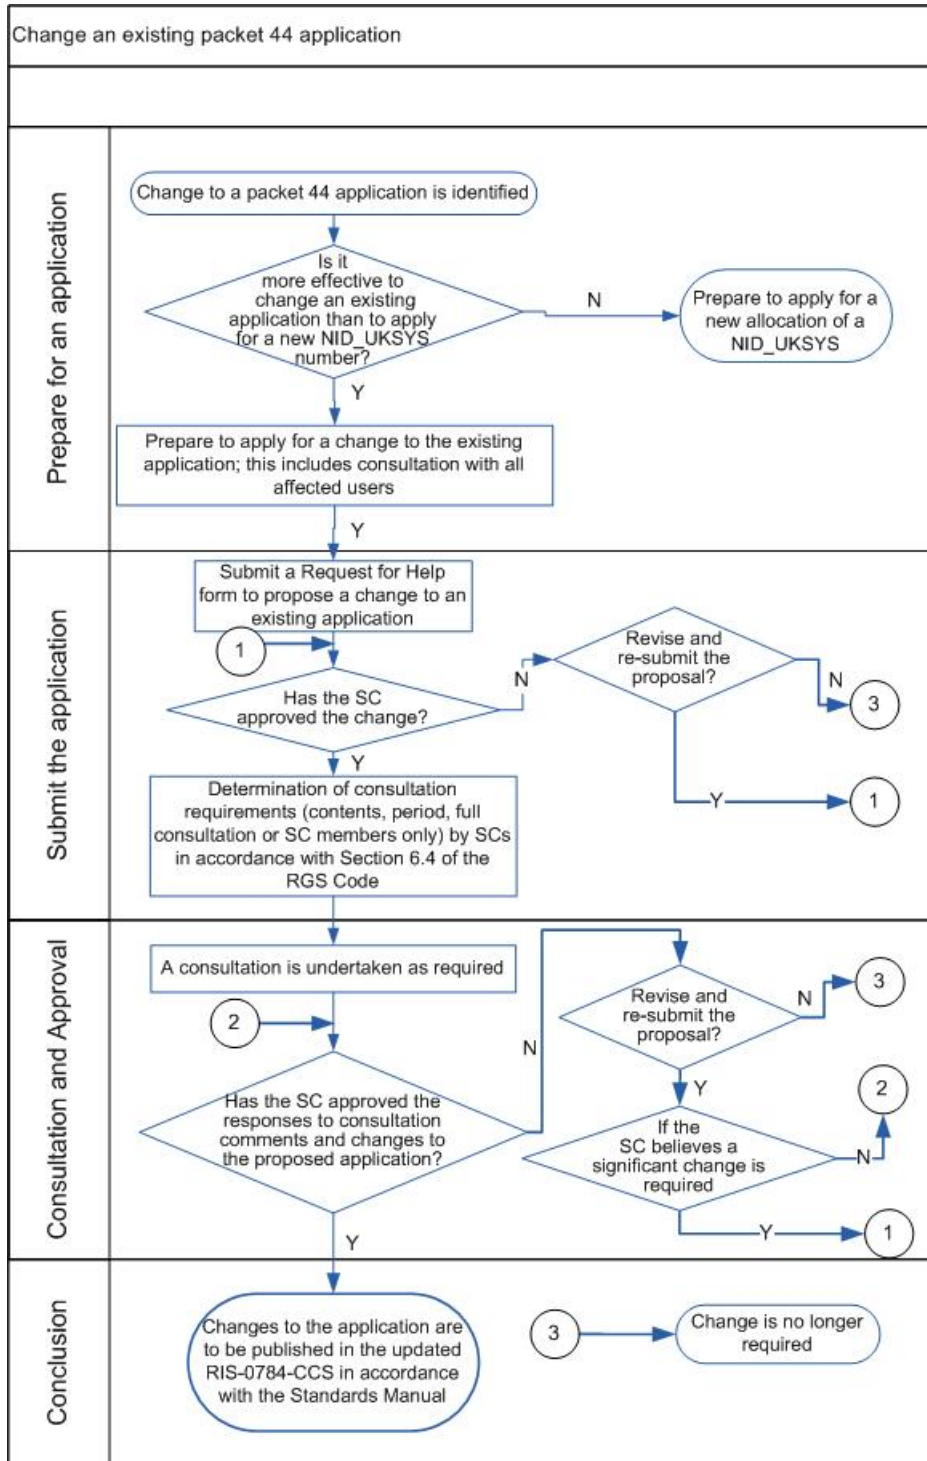 Change an existing packet 44 application
Prepare for an application
Change to a packet 44 application is identified
Is it
more effective to
change an existing
application than to apply
for a new NID_UKSYS
number?
N
Prepare to apply for a
new allocation of a
NID_UKSYS
Y
Prepare to apply for a change to the existing
application; this includes consultation with all
affected users
Y
Submit the application
Submit a Request for Help
form to propose a change to an
existing application
1
Has the SC
approved the change?
N
Revise and
re-submit the
proposal?
N
3
Y
1
Y
Determination of consultation
requirements (contents, period, full
consultation or SC members only) by SCs
in accordance with Section 6.4 of the
RGS Code
Consultation and Approval
A consultation is undertaken as required
2
Has the SC approved the
responses to consultation
comments and changes to
the proposed application?
N
Revise and
re-submit the
proposal?
N
3
Y
If the
SC believes a
significant change is
required
N
2
Y
1
Y
Conclusion
Changes to the application are
to be published in the updated
RIS-0784-CCS in accordance
with the Standards Manual
3
Change is no longer
required